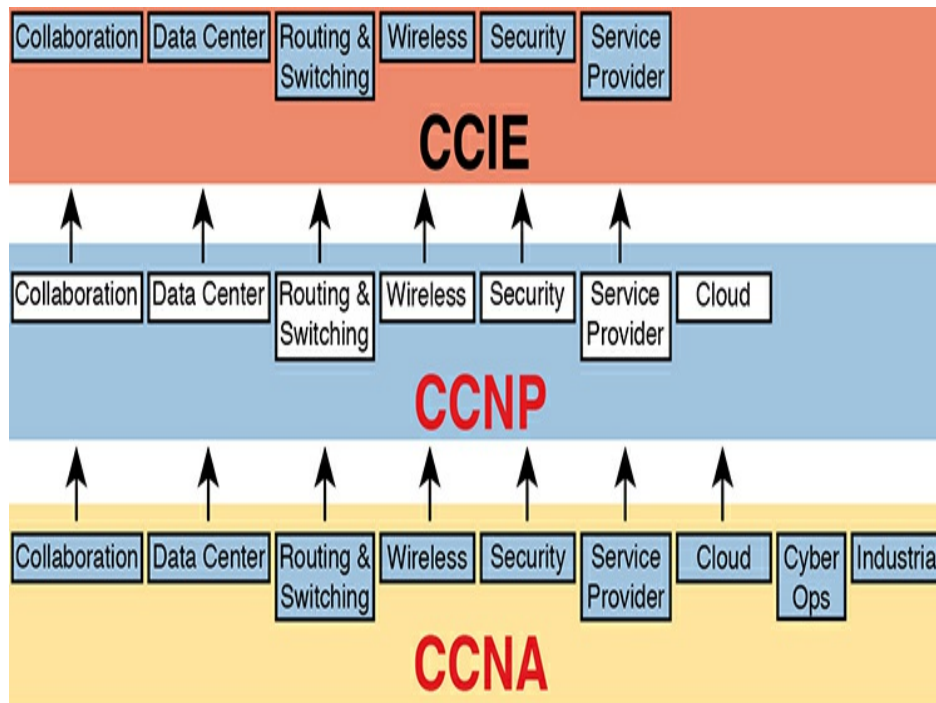 Collaboration Data Center Routing & Wireless Security Service
Switching Provider
CCIE
Collaboration Data Center Routing & Wireless Security Service Cloud
Switching Provider
CCNP
Collaboration Data Center Routing & Wireless Security Service Cloud Cyber Industria
Switching Provider Ops
CCNA